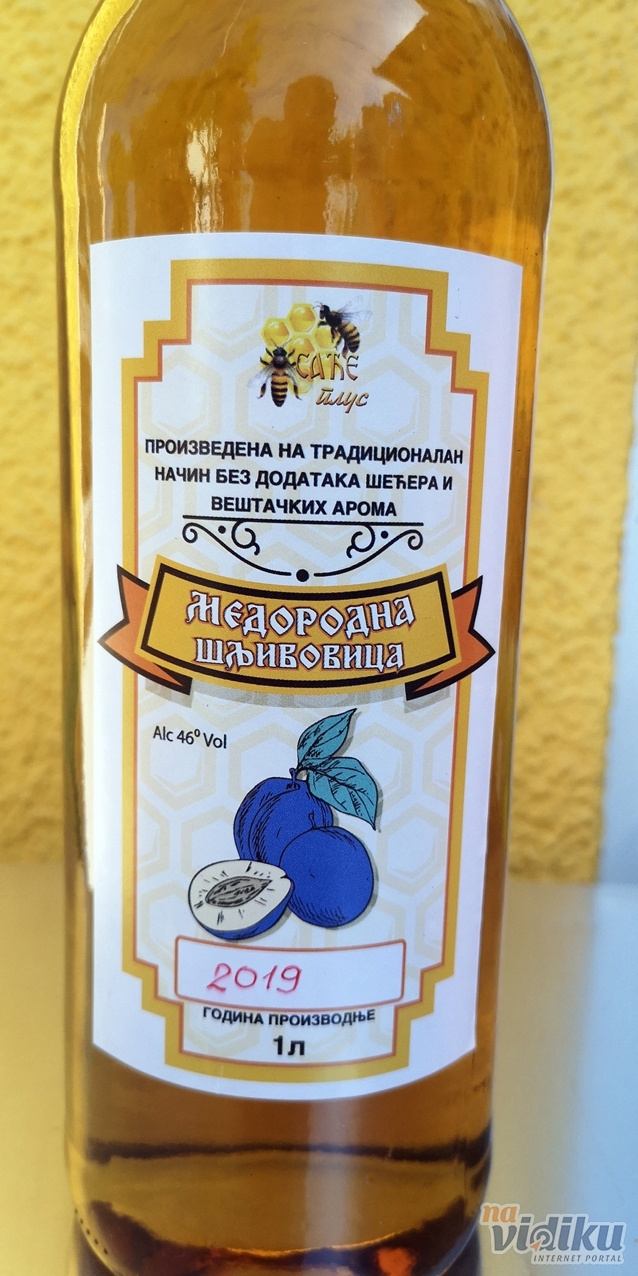 САЋЕ
плус
ПРОИЗВЕДЕНА НА ТРАДИЦИОНАЛАН
НАЧИН БЕЗ ДОДАТАКА ШЕЋЕРА И
ВЕШТАЧКИХ АРОМА
МЕДОРОДНА
ШЉИВОВИЦА
Alc 46⁰ Vol
2019
ГОДИНА ПРОИЗВОДЊЕ
1л
na
vidiku
INTERNET PORTAL